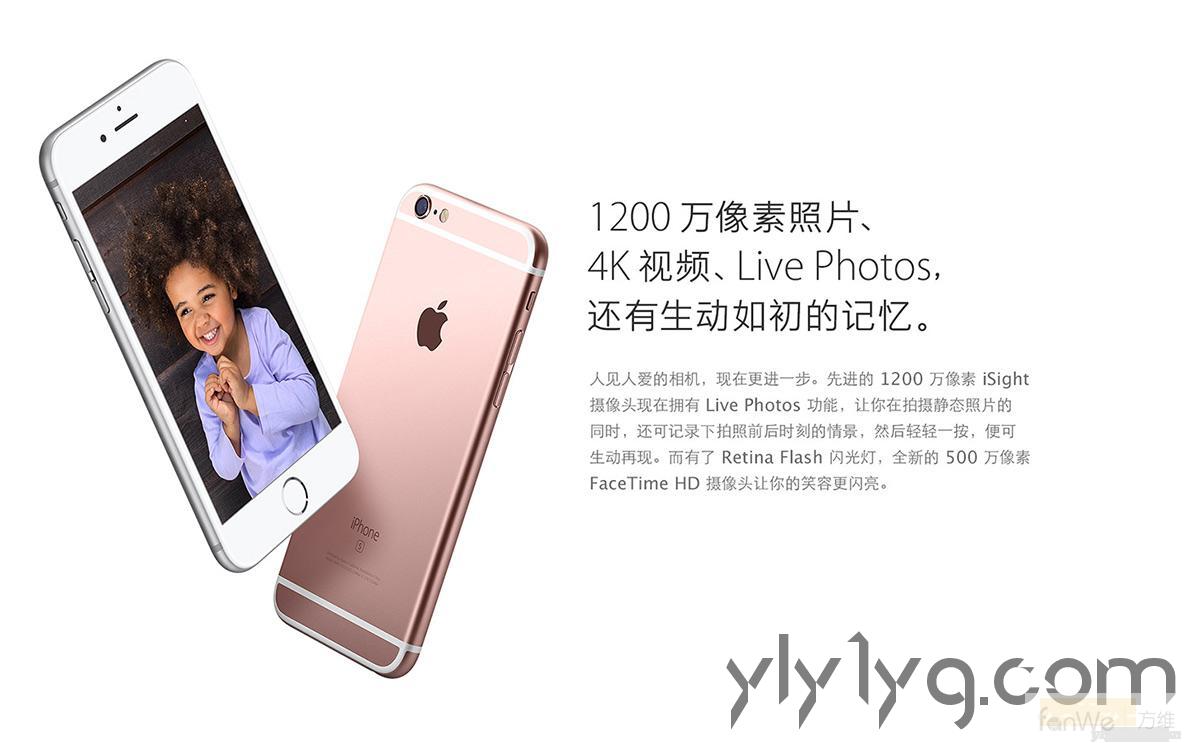 1200 万像素照片、
4K 视频、Live Photos，
还有生动如初的记忆。
人见人爱的相机，现在更进一步。先进的 1200 万像素 iSight
摄像头现在拥有 Live Photos 功能，让你在拍摄静态照片的
同时，还可记录下拍照前后时刻的情景，然后轻轻一按，便可
生动再现。而有了 Retina Flash 闪光灯，全新的 500 万像素
FaceTime HD 摄像头让你的笑容更闪亮。
iPhone
S
yly1yg.com
fanWe 方维